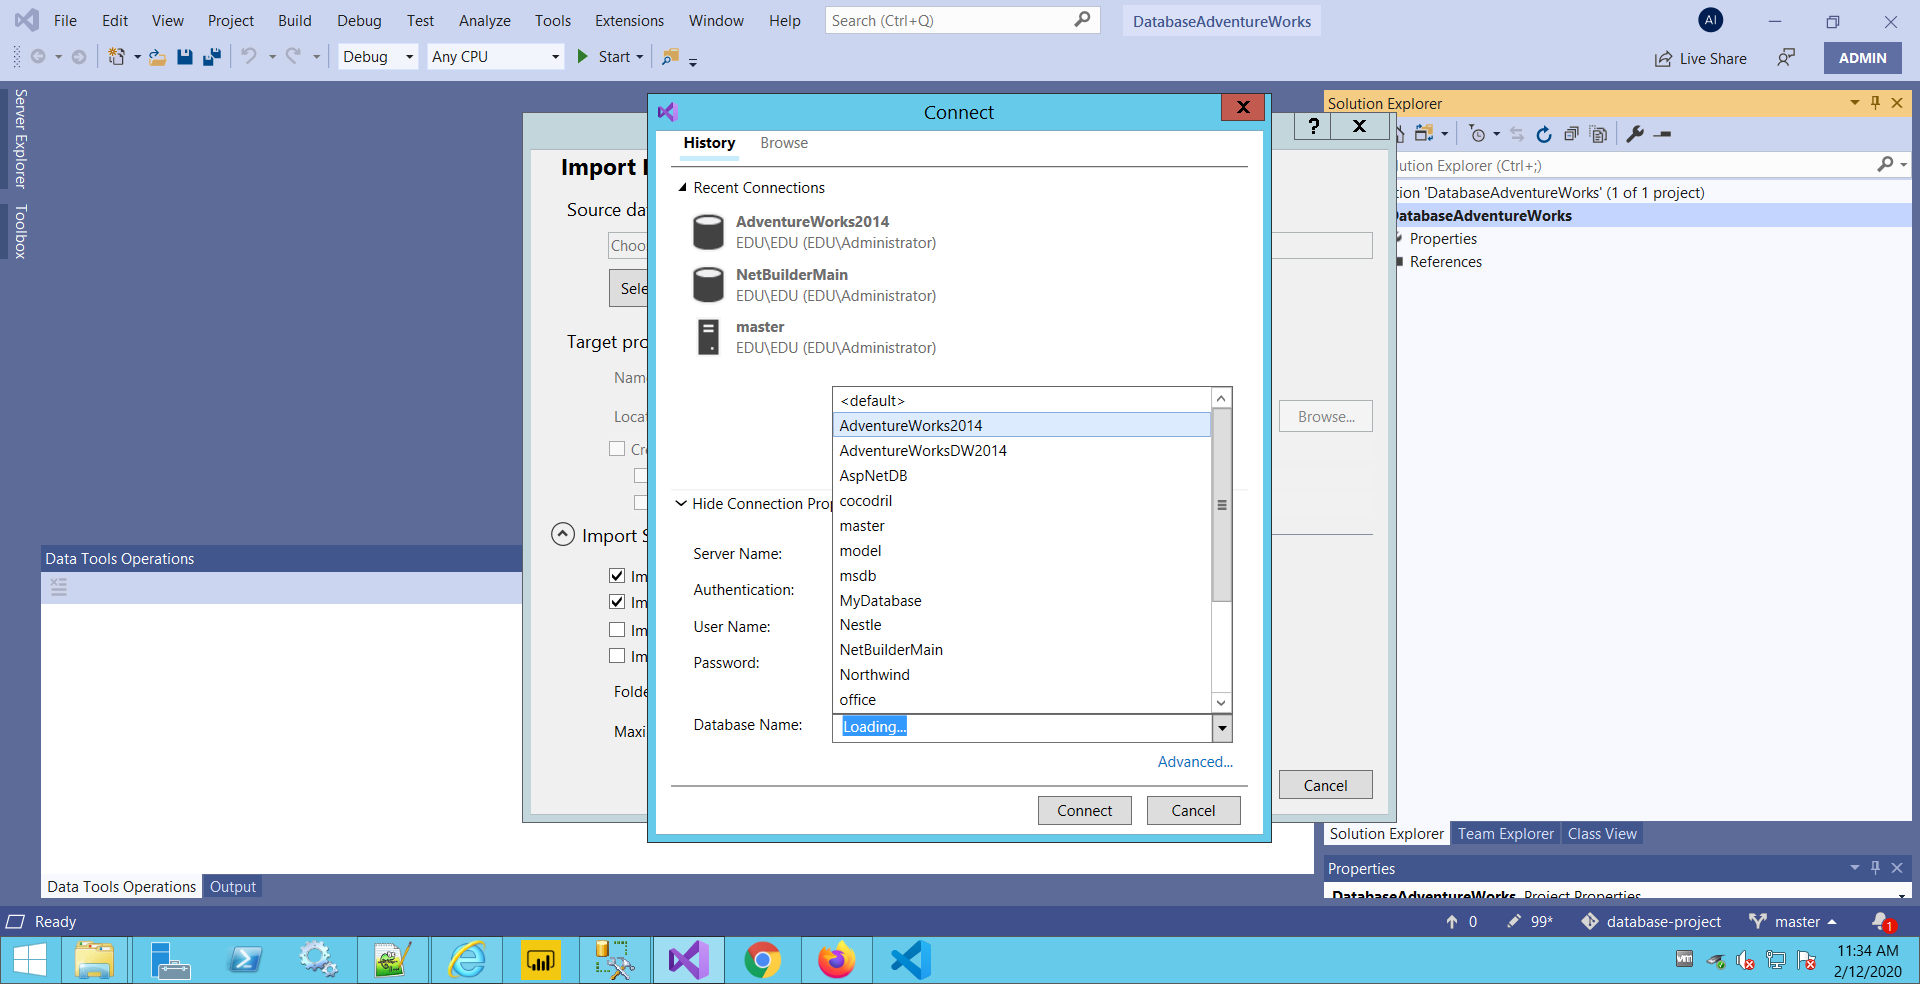 File Edit View Project Build Debug Test Analyze Tools Extensions Window Help Search (Ctrl+Q) DatabaseAdventureWorks AI
Debug Any CPU Start Live Share ADMIN
Server Explorer
Toolbox
Connect
History Browse
Recent Connections
AdventureWorks2014
EDU\EDU (EDU\Administrator)
NetBuilderMain
EDU\EDU (EDU\Administrator)
master
EDU\EDU (EDU\Administrator)
<default>
AdventureWorks2014
AdventureWorksDW2014
AspNetDB
cocodril
master
model
msdb
MyDatabase
Nestle
NetBuilderMain
Northwind
office
Hide Connection Prop
Server Name:
Authentication:
User Name:
Password:
Database Name: Loading...
Advanced...
Connect Cancel
? X
Import
Source da
Choos
Sele
Target pro
Name
Locat
Browse...
Cre
Import S
Im
Im
Im
Im
Folde
Maxi
Cancel
Solution Explorer
lution Explorer (Ctrl+;)
tion 'DatabaseAdventureWorks' (1 of 1 project)
DatabaseAdventureWorks
Properties
References
Solution Explorer Team Explorer Class View
Properties
DatabaseAdventureWorks Project Properties
Data Tools Operations
Data Tools Operations Output
Ready 0 99* database-project master 1
11:34 AM
2/12/2020